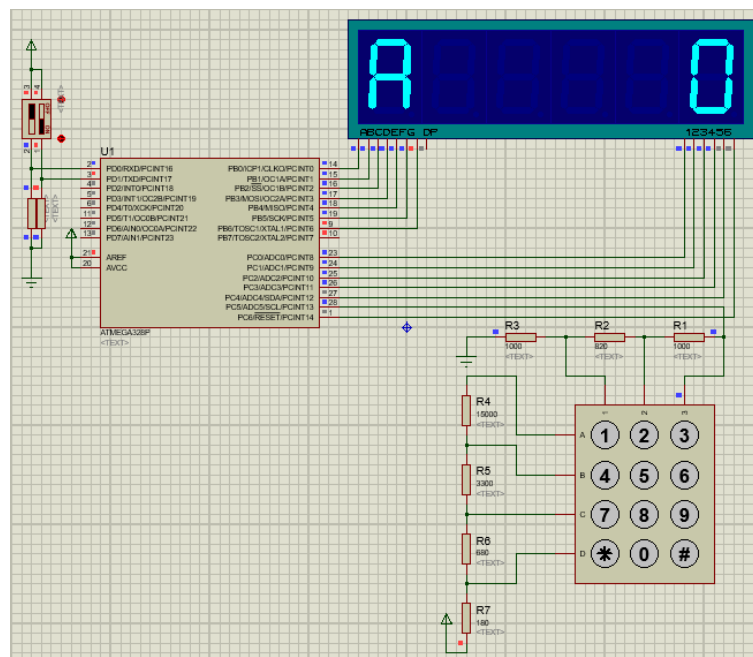 A 0
ABCDEFG DP
123456
3 4
OFF
ON
2 1
<TEXT>
U1
2 PD0/RXD/PCINT16
3 PD1/TXD/PCINT17
4 PD2/INT0/PCINT18
5 PD3/INT1/OC2B/PCINT19
6 PD4/T0/XCK/PCINT20
11 PD5/T1/OC0B/PCINT21
12 PD6/AIN0/OC0A/PCINT22
13 PD7/AIN1/PCINT23
21 AREF
20 AVCC
PB0/ICP1/CLKO/PCINT0 14
PB1/OC1A/PCINT1 15
PB2/SS/OC1B/PCINT2 16
PB3/MOSI/OC2A/PCINT3 17
PB4/MISO/PCINT4 18
PB5/SCK/PCINT5 19
PB6/TOSC1/XTAL1/PCINT6 9
PB7/TOSC2/XTAL2/PCINT7 10
PC0/ADC0/PCINT8 23
PC1/ADC1/PCINT9 24
PC2/ADC2/PCINT10 25
PC3/ADC3/PCINT11 26
PC4/ADC4/SDA/PCINT12 27
PC5/ADC5/SCL/PCINT13 28
PC6/RESET/PCINT14 1
ATMEGA328P
<TEXT>
R3
1000
<TEXT>
R2
820
<TEXT>
R1
1000
<TEXT>
R4
15000
<TEXT>
R5
3300
<TEXT>
R6
680
<TEXT>
R7
180
<TEXT>
1 2 3
A 1 2 3
B 4 5 6
C 7 8 9
D * 0 #